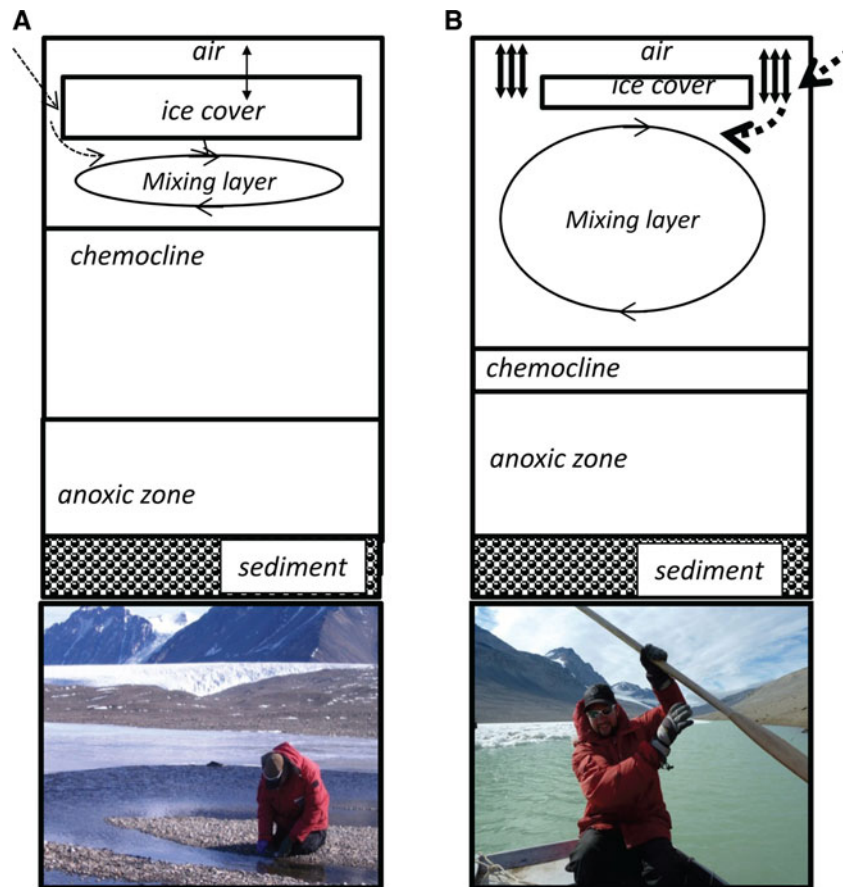 A
air
ice cover
Mixing layer
chemocline
anoxic zone
sediment
B
air
ice cover
Mixing layer
chemocline
anoxic zone
sediment